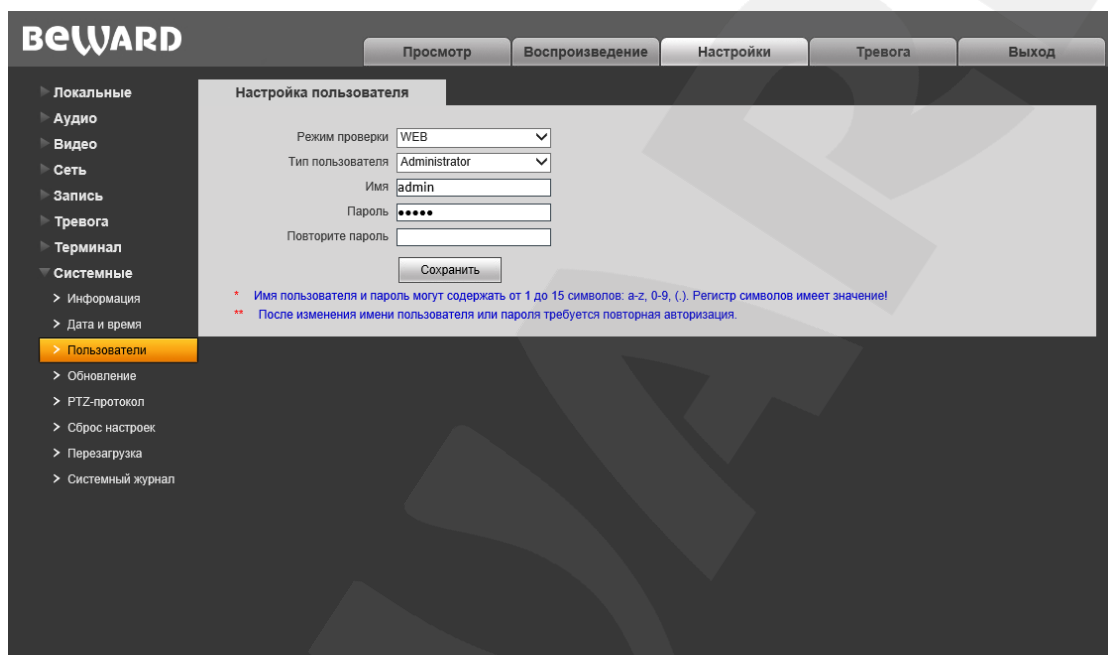 BEWARD
Просмотр Воспроизведение Настройки Тревога Выход
Локальные
Аудио
Видео
Сеть
Запись
Тревога
Терминал
Системные
> Информация
> Дата и время
> Пользователи
> Обновление
> PTZ-протокол
> Сброс настроек
> Перезагрузка
> Системный журнал
Настройка пользователя
Режим проверки WEB
Тип пользователя Administrator
Имя admin
Пароль •••••
Повторите пароль
Сохранить
* Имя пользователя и пароль могут содержать от 1 до 15 символов: a-z, 0-9, (.). Регистр символов имеет значение!
** После изменения имени пользователя или пароля требуется повторная авторизация.